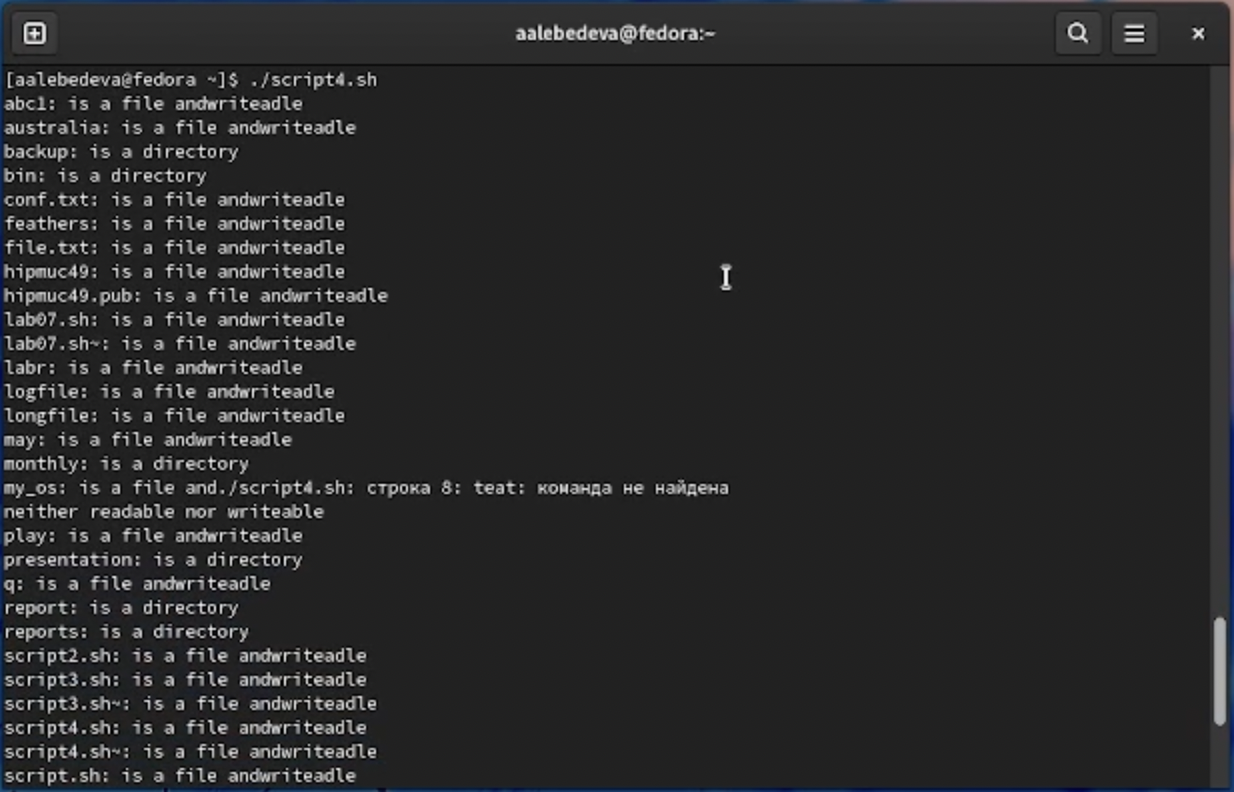 aalebedeva@fedora:~
[aalebedeva@fedora ~]$ ./script4.sh
abc1: is a file andwriteadle
australia: is a file andwriteadle
backup: is a directory
bin: is a directory
conf.txt: is a file andwriteadle
feathers: is a file andwriteadle
file.txt: is a file andwriteadle
hipmuc49: is a file andwriteadle
hipmuc49.pub: is a file andwriteadle
lab07.sh: is a file andwriteadle
lab07.sh~: is a file andwriteadle
labr: is a file andwriteadle
logfile: is a file andwriteadle
longfile: is a file andwriteadle
may: is a file andwriteadle
monthly: is a directory
my_os: is a file and./script4.sh: строка 8: teat: команда не найдена
neither readable nor writeable
play: is a file andwriteadle
presentation: is a directory
q: is a file andwriteadle
report: is a directory
reports: is a directory
script2.sh: is a file andwriteadle
script3.sh: is a file andwriteadle
script3.sh~: is a file andwriteadle
script4.sh: is a file andwriteadle
script4.sh~: is a file andwriteadle
script.sh: is a file andwriteadle